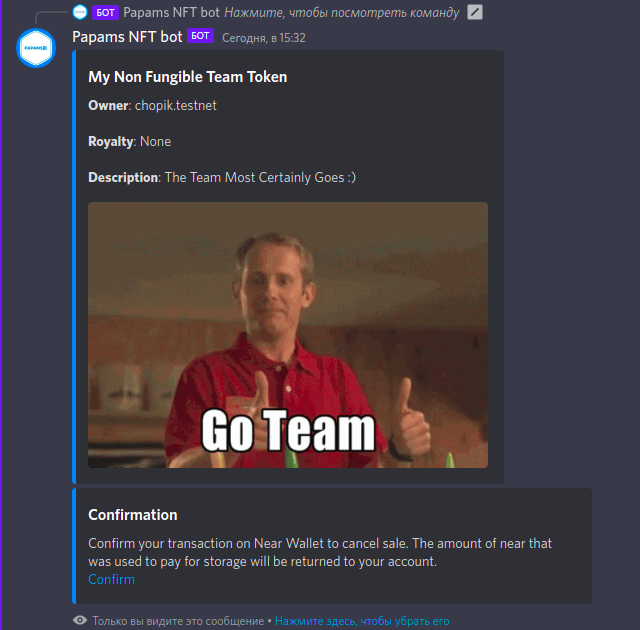 БОТ Papams NFT bot Нажмите, чтобы посмотреть команду
PAPAMS
Papams NFT bot БОТ Сегодня, в 15:32
My Non Fungible Team Token
Owner: chopik.testnet
Royalty: None
Description: The Team Most Certainly Goes :)
Go Team
Confirmation
Confirm your transaction on Near Wallet to cancel sale. The amount of near that
was used to pay for storage will be returned to your account.
Confirm
Только вы видите это сообщение • Нажмите здесь, чтобы убрать его